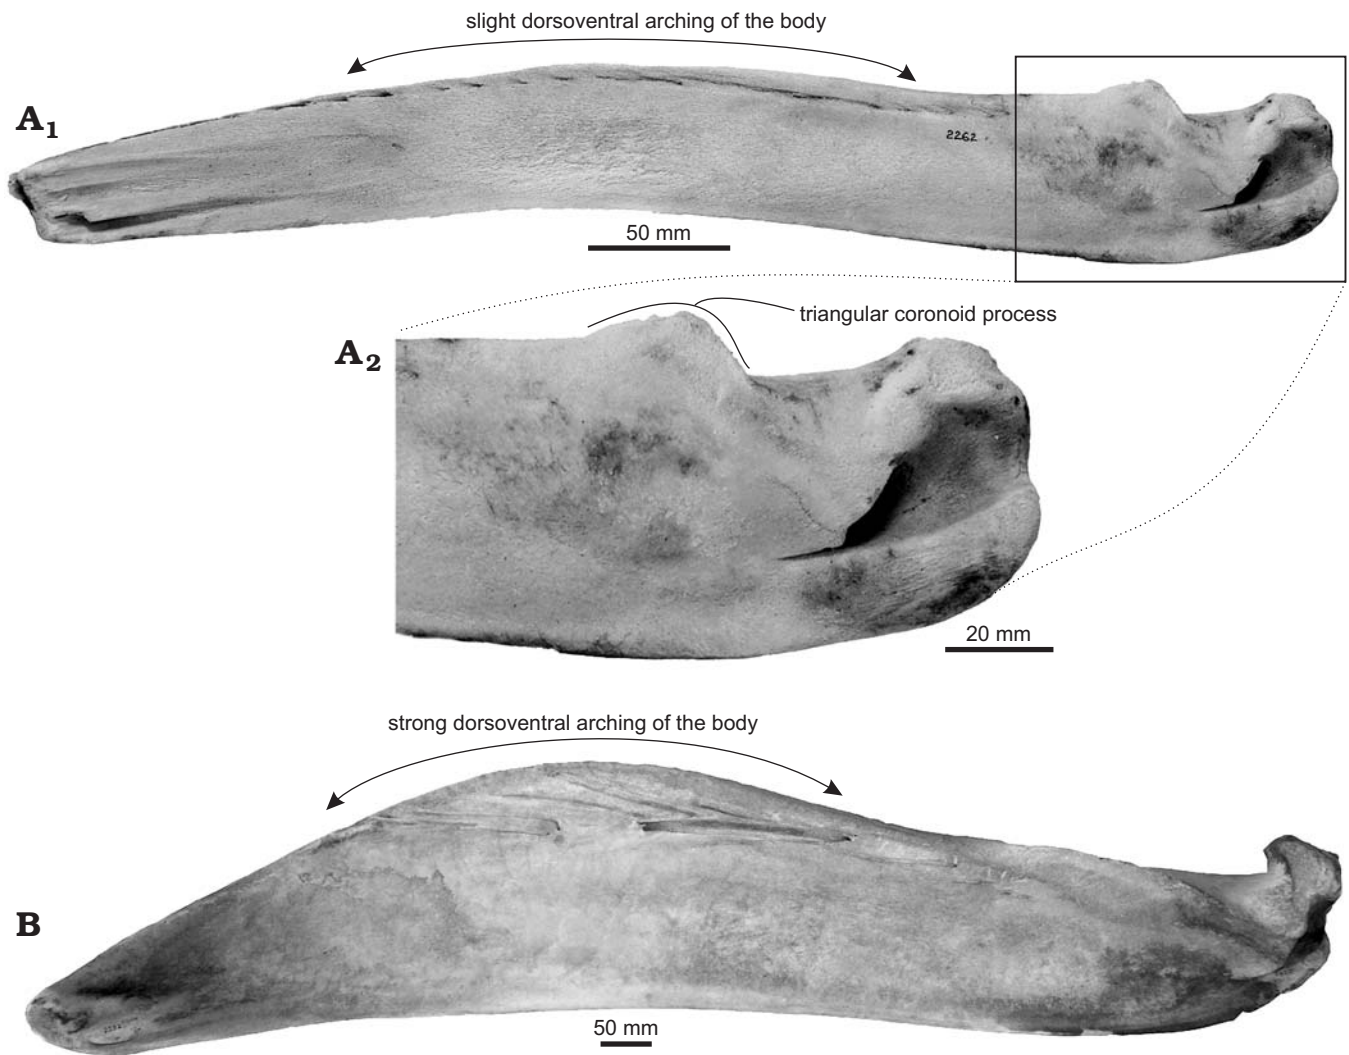 slight dorsoventral arching of the body
A1
2262
50 mm
triangular coronoid process
A2
20 mm
strong dorsoventral arching of the body
B
50 mm